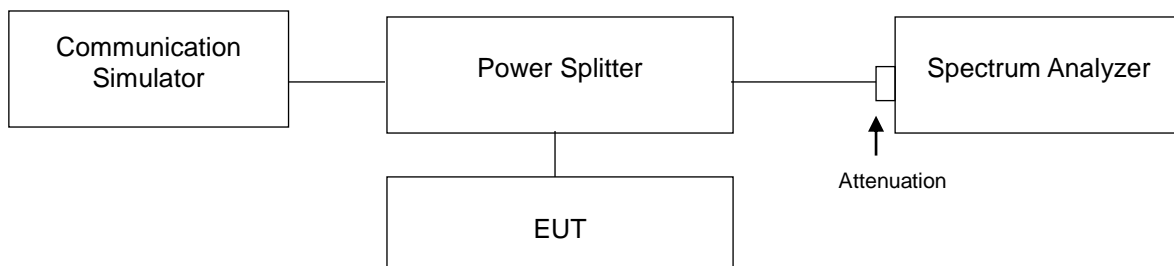 Communication
Simulator
Power Splitter
Spectrum Analyzer
Attenuation
EUT